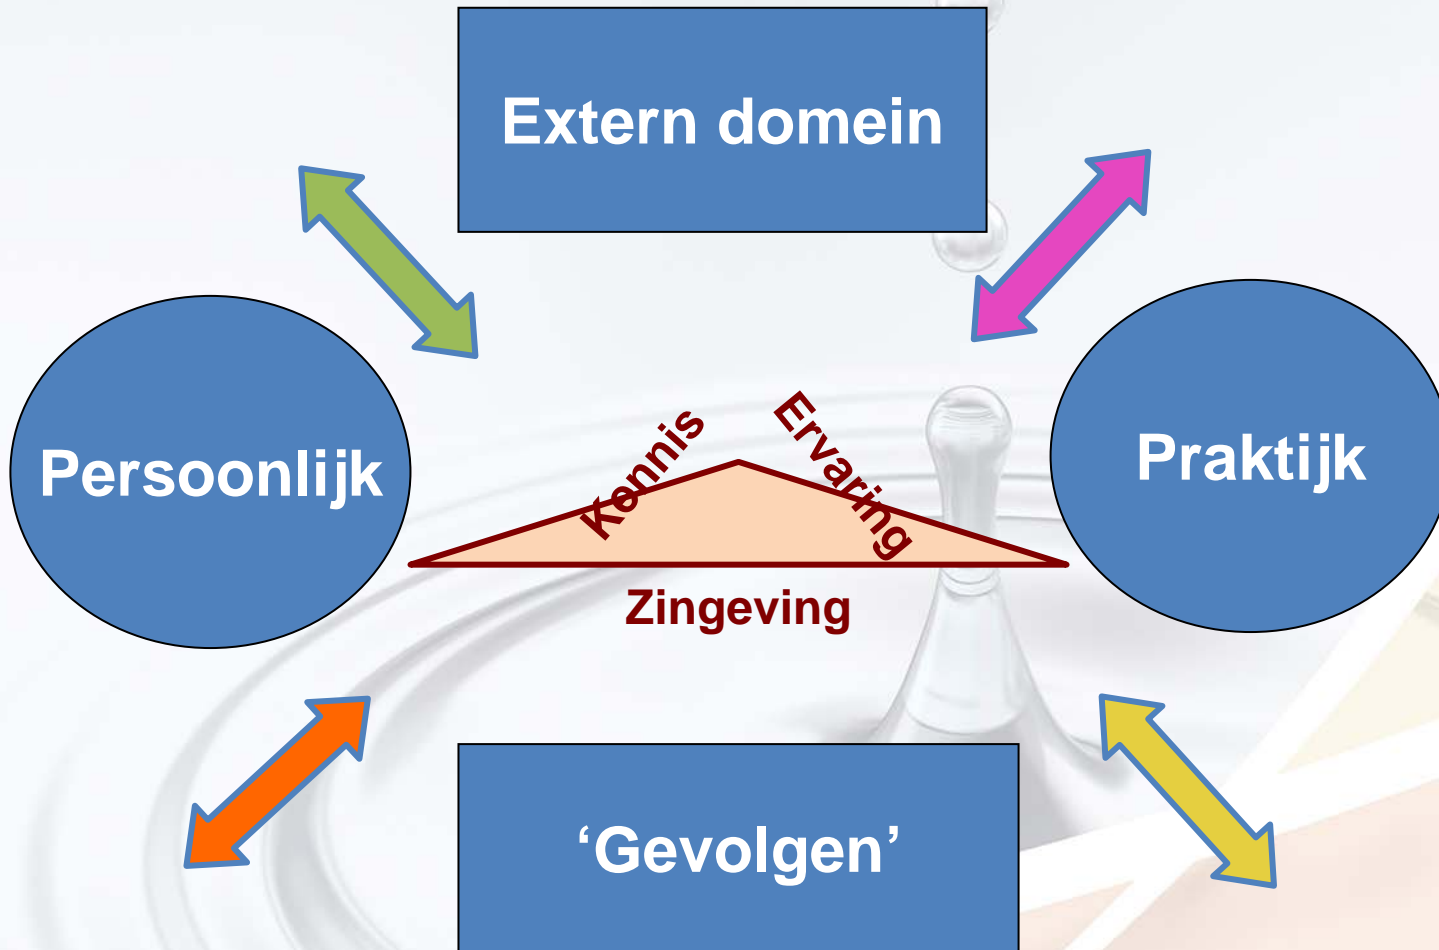 Extern domein
Persoonlijk
Kennis
Ervaring
Praktijk
Zingeving
‘Gevolgen’